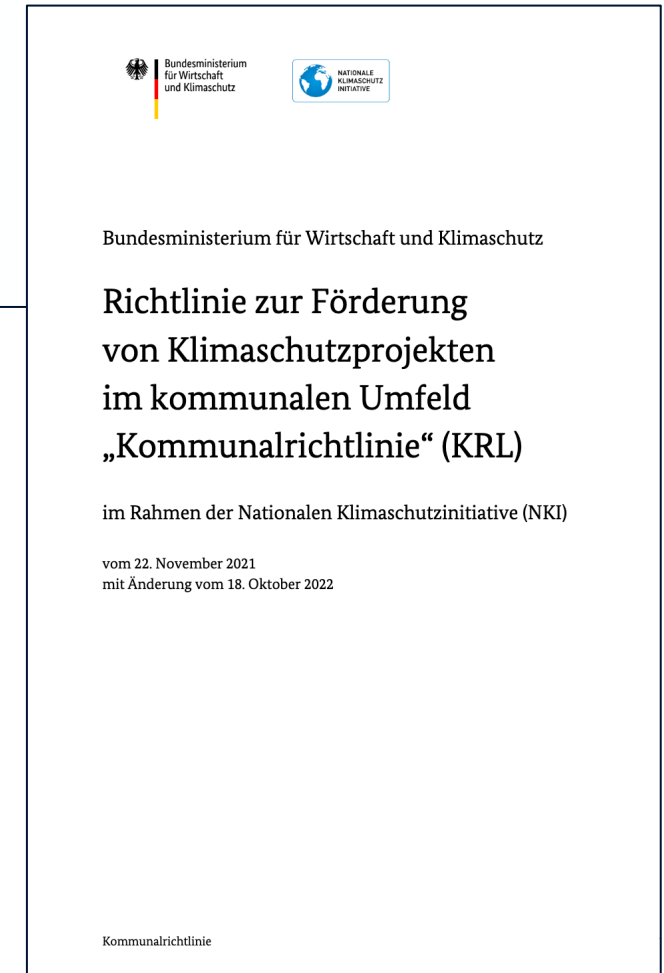 Bundesministerium
für Wirtschaft
und Klimaschutz
NATIONALE
KLIMASCHUTZ
INITIATIVE
Bundesministerium für Wirtschaft und Klimaschutz
Richtlinie zur Förderung
von Klimaschutzprojekten
im kommunalen Umfeld
„Kommunalrichtlinie“ (KRL)
im Rahmen der Nationalen Klimaschutzinitiative (NKI)
vom 22. November 2021
mit Änderung vom 18. Oktober 2022
Kommunalrichtlinie